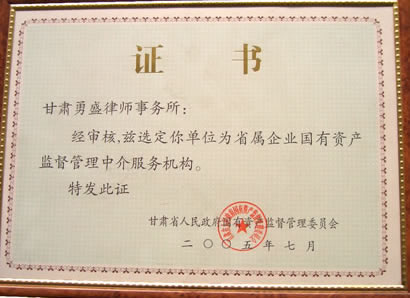 证 书
甘肃勇盛律师事务所：
经审核，兹选定你单位为省属企业国有资产
监督管理中介服务机构。
特发此证
甘肃省人民政府国有资产监督管理委员会
二〇〇五年七月